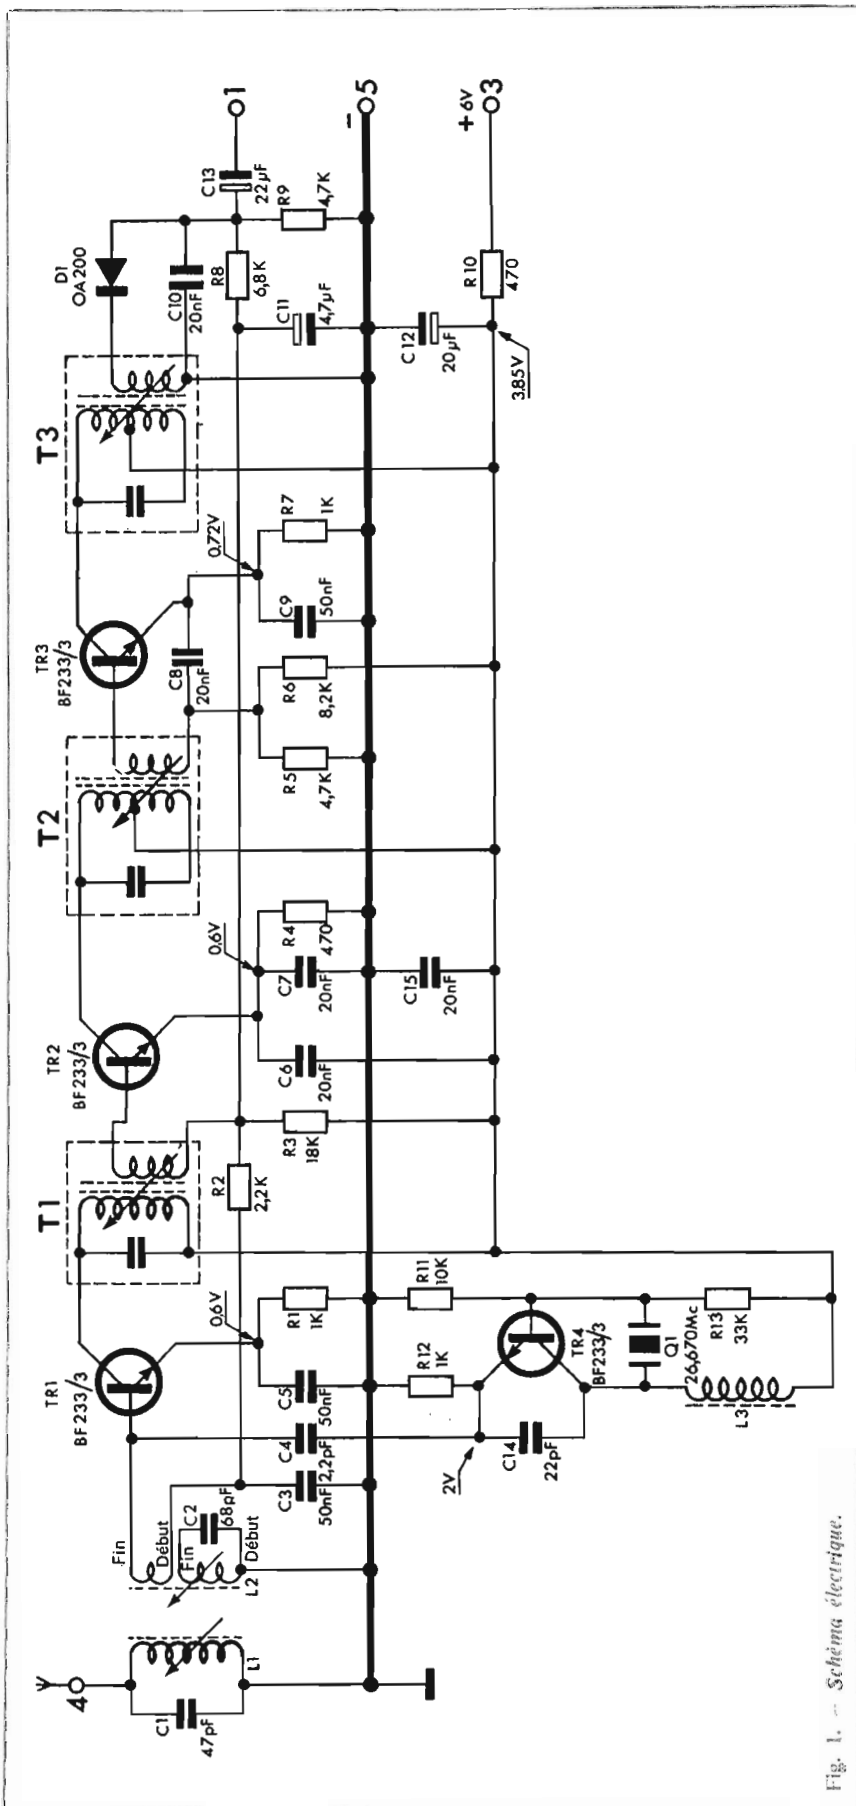 4
C1
47pF
L1
Fin
Début
Fin
C2
68pF
Début
L2
TR1
BF233/3
C3
50nF
C4
2,2pF
C5
50nF
0,6V
R1
1K
T1
R2
2,2K
R3
18K
TR2
BF233/3
C6
20nF
C7
20nF
0,6V
R4
470
C15
20nF
T2
R5
4,7K
R6
8,2K
TR3
BF233/3
C8
20nF
C9
50nF
0,72V
R7
1K
T3
D1
OA200
C10
20nF
R8
6,8K
C11
4,7µF
C12
20µF
C13
22µF
R9
4,7K
1
-
5
+6V
3
R10
470
3,85V
2V
R12
1K
R11
10K
C14
22pF
TR4
BF233/3
Q1
26,670Mc
R13
33K
L3
Fig. 1. – Schéma électrique.